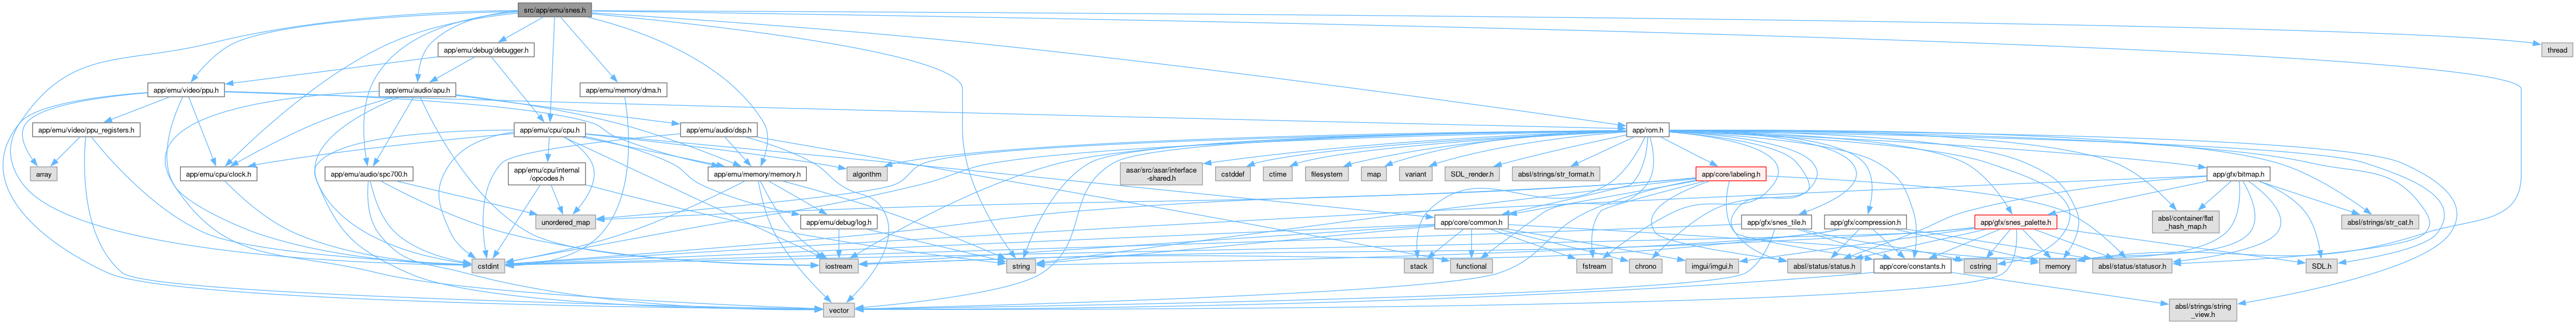 src/app/emu/snes.h
app/emu/debug/debugger.h
thread
app/emu/video/ppu.h
app/emu/audio/apu.h
app/emu/memory/dma.h
app/emu/video/ppu_registers.h
app/emu/cpu/cpu.h
app/emu/audio/dsp.h
app/rom.h
array
app/emu/cpu/clock.h
app/emu/audio/spc700.h
app/emu/cpu/internal
/opcodes.h
app/emu/memory/memory.h
algorithm
asar/src/asar/interface
-shared.h
cstddef
ctime
filesystem
map
variant
SDL_render.h
absl/strings/str_format.h
app/core/labeling.h
app/gfx/bitmap.h
unordered_map
app/emu/debug/log.h
app/core/common.h
app/gfx/snes_tile.h
app/gfx/compression.h
app/gfx/snes_palette.h
absl/container/flat
_hash_map.h
absl/strings/str_cat.h
cstdint
iostream
string
stack
functional
fstream
chrono
imgui/imgui.h
absl/status/status.h
app/core/constants.h
cstring
memory
absl/status/statusor.h
SDL.h
vector
absl/strings/string
_view.h